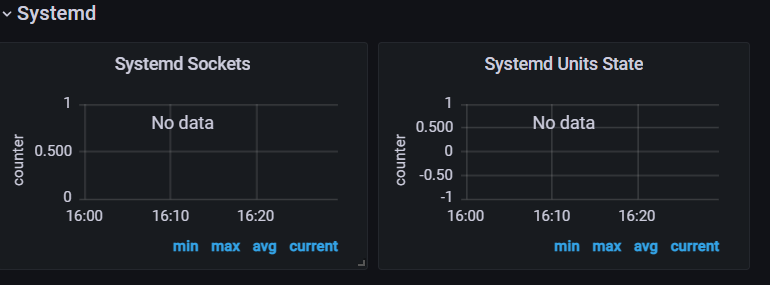 Systemd
Systemd Sockets
1
No data
0.500
counter
0
16:00 16:10 16:20
min max avg current
Systemd Units State
1
0.500
No data
0
counter
-0.50
-1
16:00 16:10 16:20
min max avg current